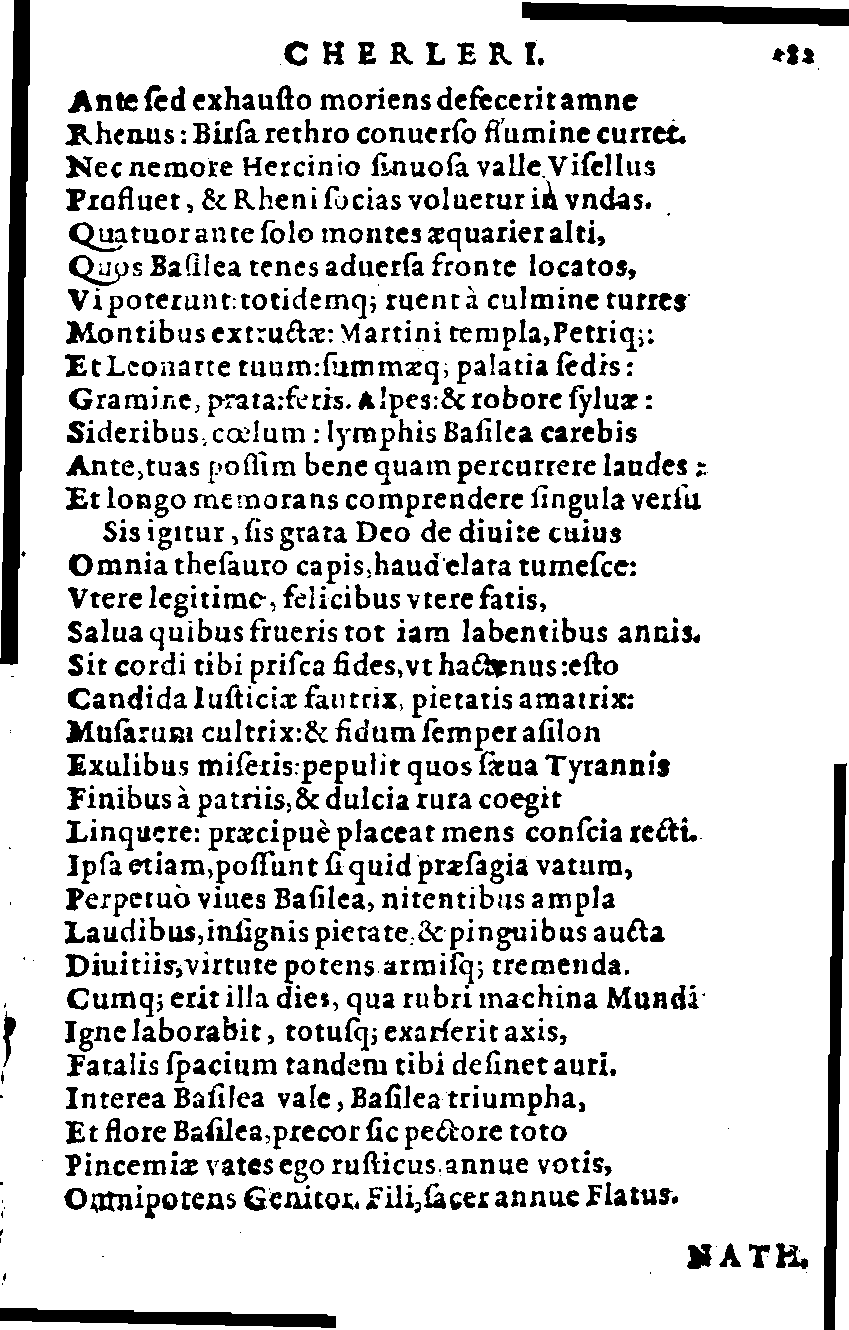 CHERLERI. 182
Ante ſed exhauſto moriens defecerit amne
Rhenus: Birſa rethro conuerſo flumine curret.
Nec nemore Hercinio ſinuoſa valle Viſellus
Profluet, & Rheni ſocias voluetur in vndas.
Quatuor ante ſolo montes æquarier alti,
Quos Baſilea tenes aduerſa fronte locatos,
Vi poterunt: totidemq; ruent à culmine turres
Montibus extructæ: Martini templa, Petriq;:
Et Leonarte tuum: ſummæq; palatia ſedis:
Gramine, prata: feris. Alpes: & robore ſyluæ:
Sideribus, cœlum: lymphis Baſilea carebis
Ante, tuas poſſim bene quam percurrere laudes:
Et longo memorans comprendere ſingula verſu
Sis igitur, ſis grata Deo de diuite cuius
Omnia theſauro capis, haud elata tumeſce:
Vtere legitime, felicibus vtere fatis,
Salua quibus frueris tot iam labentibus annis.
Sit cordi tibi priſca fides, vt hactenus: eſto
Candida Iuſticiæ fautrix, pietatis amatrix:
Muſarum cultrix: & fidum ſemper aſilon
Exulibus miſeris: pepulit quos ſæua Tyrannis
Finibus à patriis, & dulcia rura coegit
Linquere: præcipuè placeat mens conſcia recti.
Ipſa etiam, poſſunt ſi quid præſagia vatum,
Perpetuò viues Baſilea, nitentibus ampla
Laudibus, inſignis pietate, & pinguibus aucta
Diuitiis, virtute potens armiſq; tremenda.
Cumq; erit illa dies, qua rubri machina Mundi
Igne laborabit, totuſq; exarſerit axis,
Fatalis ſpacium tandem tibi deſinet auri.
Interea Baſilea vale, Baſilea triumpha,
Et flore Baſilea, precor ſic pectore toto
Pincemiæ vates ego ruſticus. annue votis,
Omnipotens Genitor. Fili, ſacer annue Flatus.
NATH.